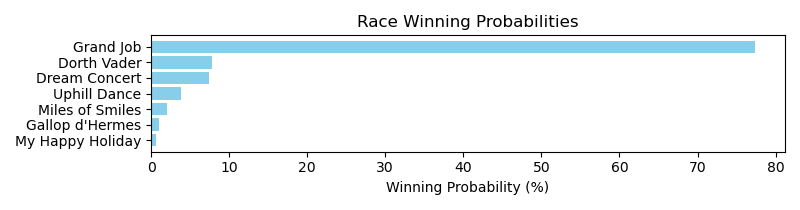 Race Winning Probabilities
Grand Job
Dorth Vader
Dream Concert
Uphill Dance
Miles of Smiles
Gallop d'Hermes
My Happy Holiday
0 10 20 30 40 50 60 70 80
Winning Probability (%)